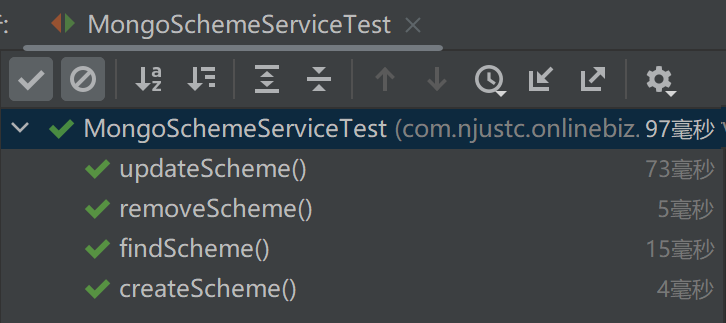 MongoSchemeServiceTest ×
MongoSchemeServiceTest (com.njustc.onlinebiz. 97毫秒
updateScheme() 73毫秒
removeScheme() 5毫秒
findScheme() 15毫秒
createScheme() 4毫秒